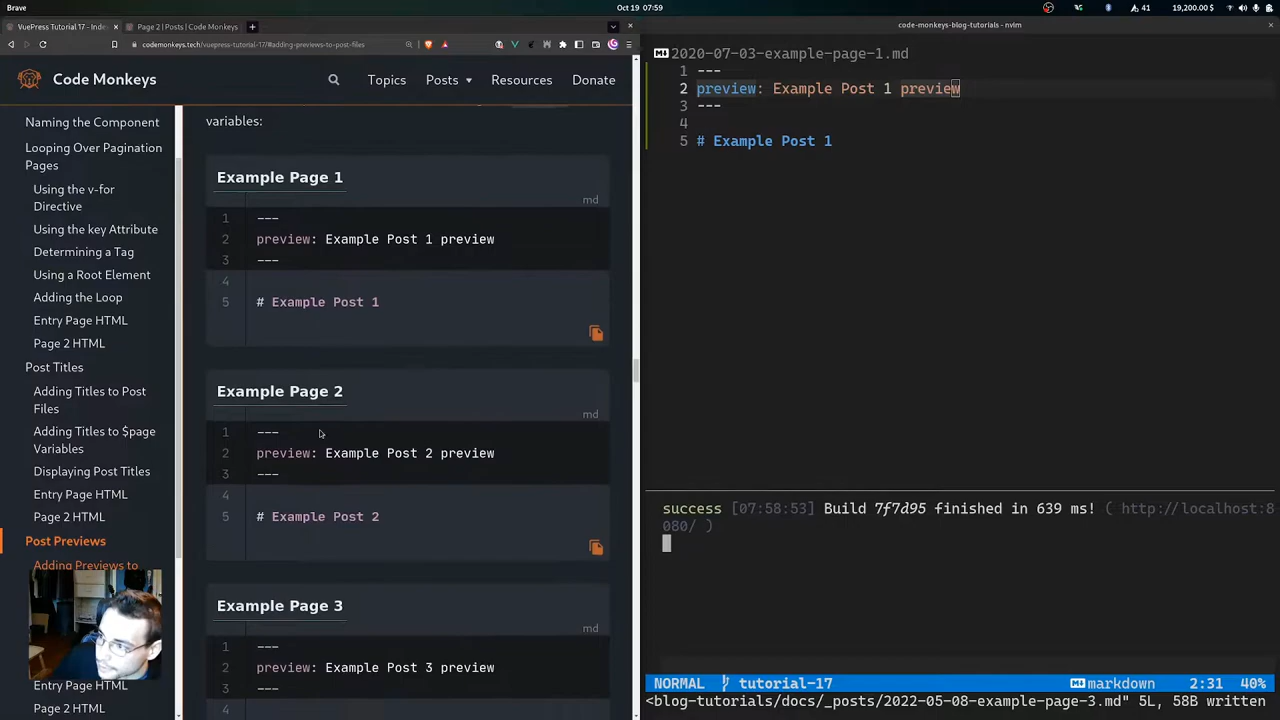 Brave
Oct 19 07:59
41
19,200.00 $
VuePress Tutorial 17 - Index
Page 2 | Posts | Code Monkeys
codemonkeys.tech/vuepress-tutorial-17/#adding-previews-to-post-files
Code Monkeys
Topics
Posts
Resources
Donate
Naming the Component
Looping Over Pagination
Pages
Using the v-for
Directive
Using the key Attribute
Determining a Tag
Using a Root Element
Adding the Loop
Entry Page HTML
Page 2 HTML
Post Titles
Adding Titles to Post
Files
Adding Titles to $page
Variables
Displaying Post Titles
Entry Page HTML
Page 2 HTML
Post Previews
Adding Previews to
Entry Page HTML
Page 2 HTML
variables:
Example Page 1
md
1 ---
2 preview: Example Post 1 preview
3 ---
4
5 # Example Post 1
Example Page 2
md
1 ---
2 preview: Example Post 2 preview
3 ---
4
5 # Example Post 2
Example Page 3
md
1 ---
2 preview: Example Post 3 preview
3 ---
4
code-monkeys-blog-tutorials - nvim
2020-07-03-example-page-1.md
1 ---
2 preview: Example Post 1 preview
3 ---
4
5 # Example Post 1
success [07:58:53] Build 7f7d95 finished in 639 ms! ( http://localhost:8
080/ )
NORMAL tutorial-17 markdown 2:31 40%
<blog-tutorials/docs/_posts/2022-05-08-example-page-3.md" 5L, 58B written